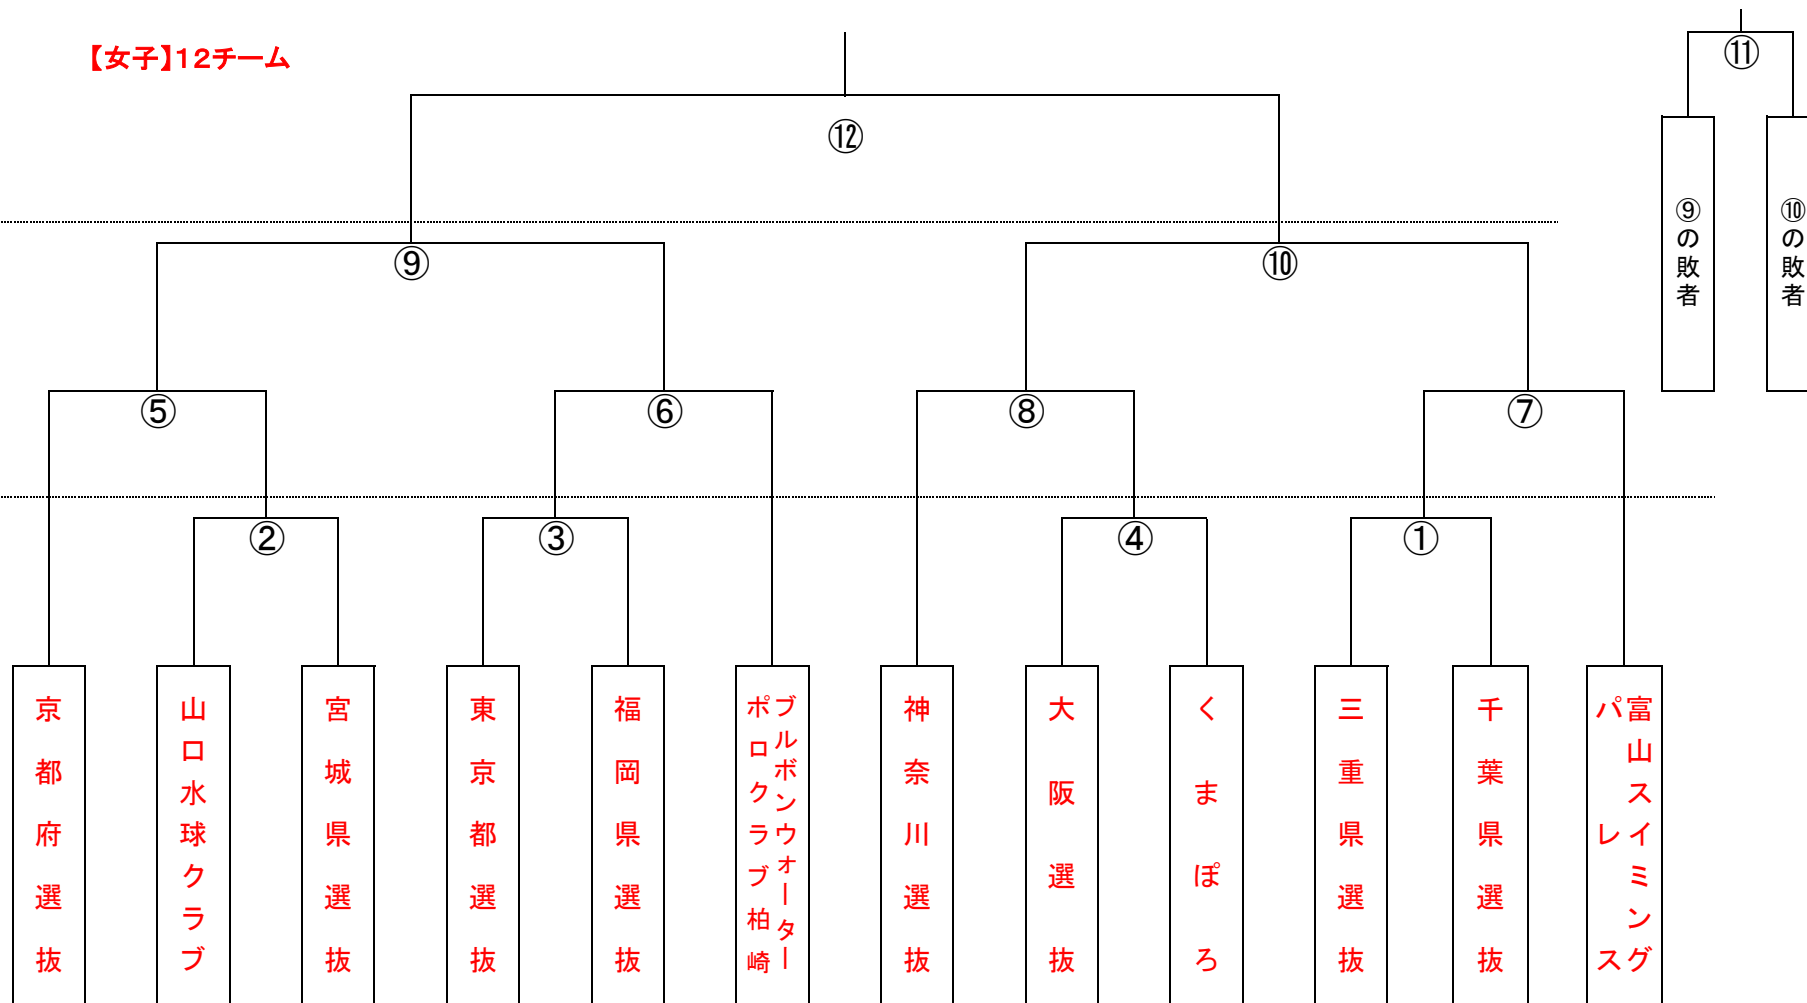 【女子】12チーム
⑪
⑫
⑨の敗者
⑩の敗者
⑨
⑩
⑤
⑥
⑧
⑦
②
③
④
①
京都府選抜
山口水球クラブ
宮城県選抜
東京都選抜
福岡県選抜
ブルボンウォーター
ポロクラブ柏崎
神奈川選抜
大阪選抜
くまぽろ
三重県選抜
千葉県選抜
富山スイミング
パレス